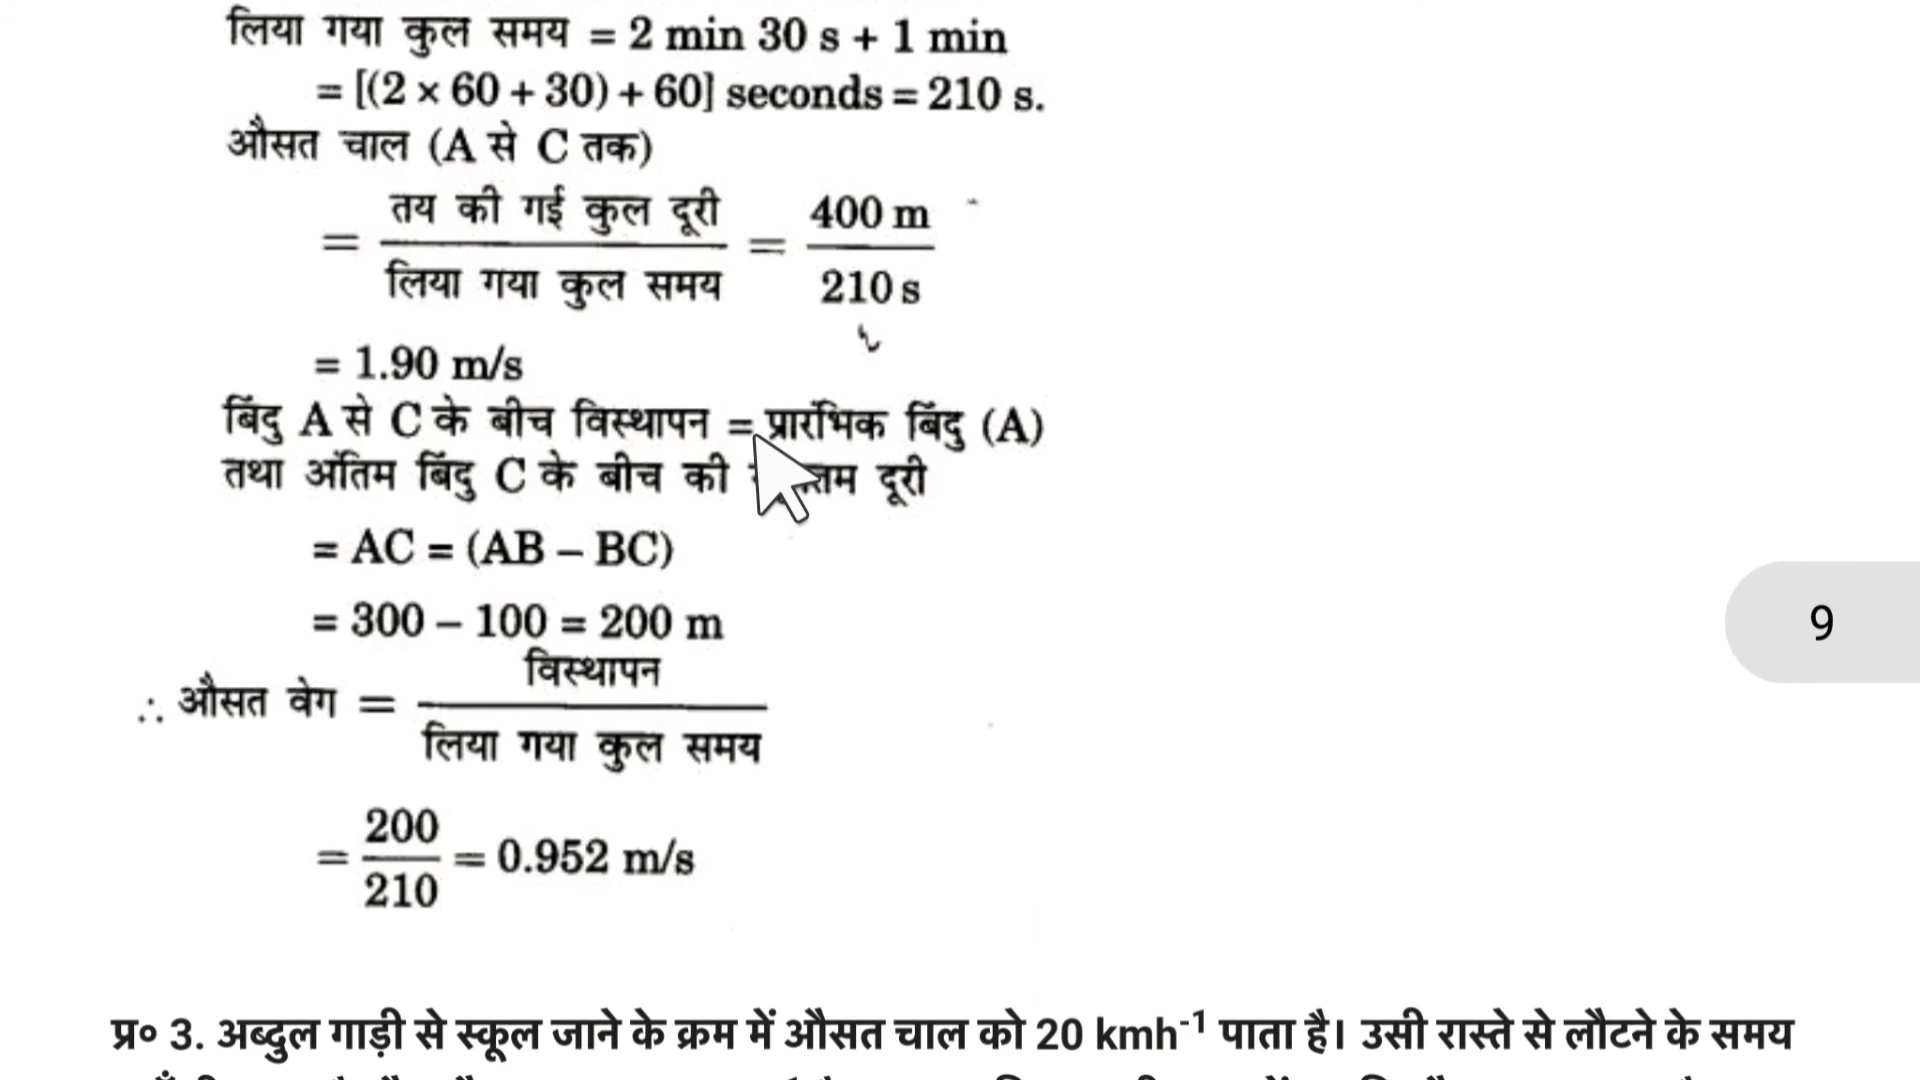 लिया गया कुल समय = 2 min 30 s + 1 min
= [(2 × 60 + 30) + 60] seconds = 210 s.
औसत चाल (A से C तक)
= तय की गई कुल दूरी / लिया गया कुल समय = 400 m / 210 s
= 1.90 m/s
बिंदु A से C के बीच विस्थापन = प्रारंभिक बिंदु (A)
तथा अंतिम बिंदु C के बीच की दूरी
= AC = (AB – BC)
= 300 – 100 = 200 m
∴ औसत वेग = विस्थापन / लिया गया कुल समय
= 200 / 210 = 0.952 m/s
9
प्र० 3. अब्दुल गाड़ी से स्कूल जाने के क्रम में औसत चाल को 20 kmh⁻¹ पाता है। उसी रास्ते से लौटने के समय